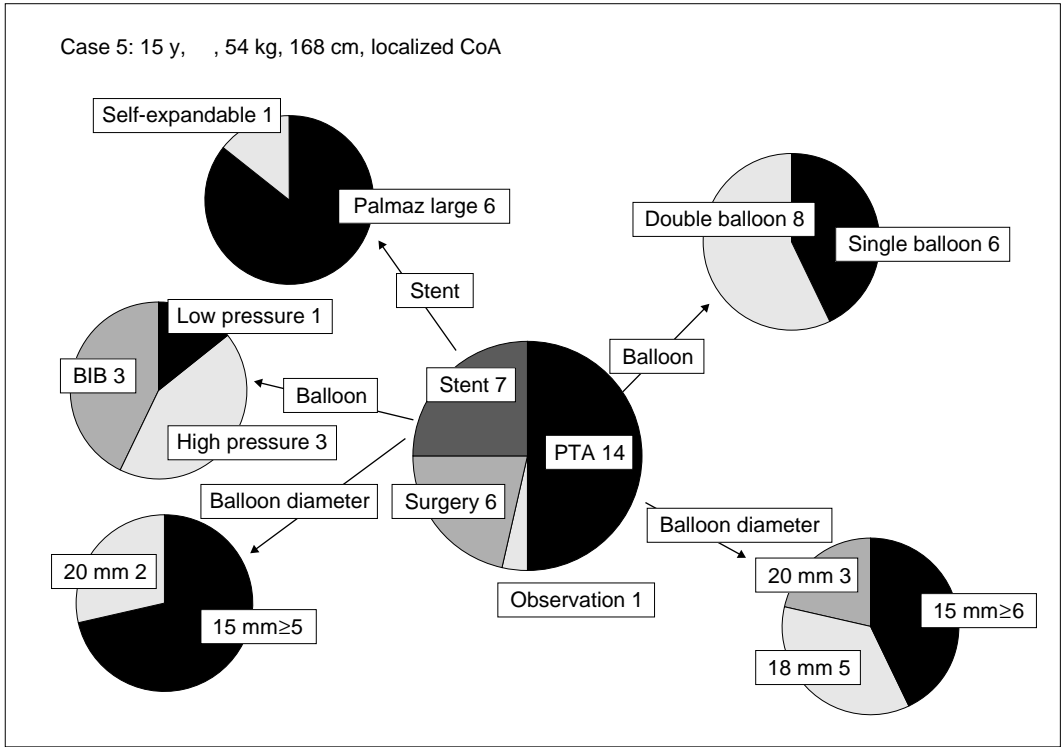 Case 5: 15 y, , 54 kg, 168 cm, localized CoA
Self-expandable 1
Palmaz large 6
Stent
Double balloon 8
Single balloon 6
Balloon
Low pressure 1
BIB 3
High pressure 3
Balloon
Stent 7
PTA 14
Surgery 6
Observation 1
Balloon diameter
20 mm 2
15 mm≥5
Balloon diameter
20 mm 3
15 mm≥6
18 mm 5